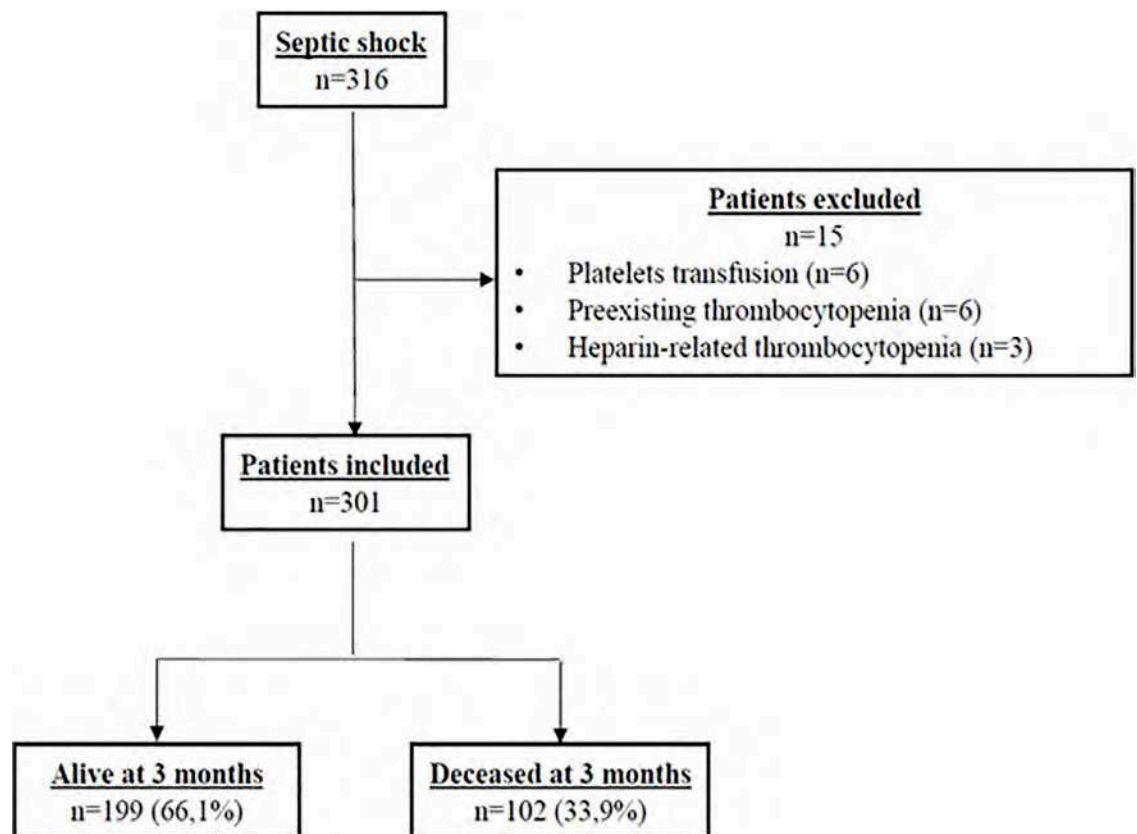 Septic shock
n=316
Patients excluded
n=15
• Platelets transfusion (n=6)
• Preexisting thrombocytopenia (n=6)
• Heparin-related thrombocytopenia (n=3)
Patients included
n=301
Alive at 3 months
n=199 (66,1%)
Deceased at 3 months
n=102 (33,9%)